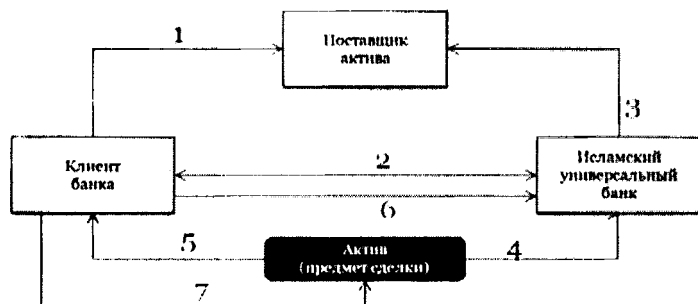 1
Поставщик
актива
3
Клиент
банка
2
Исламский
универсальный
банк
6
5
Актив
(предмет сделки)
4
7